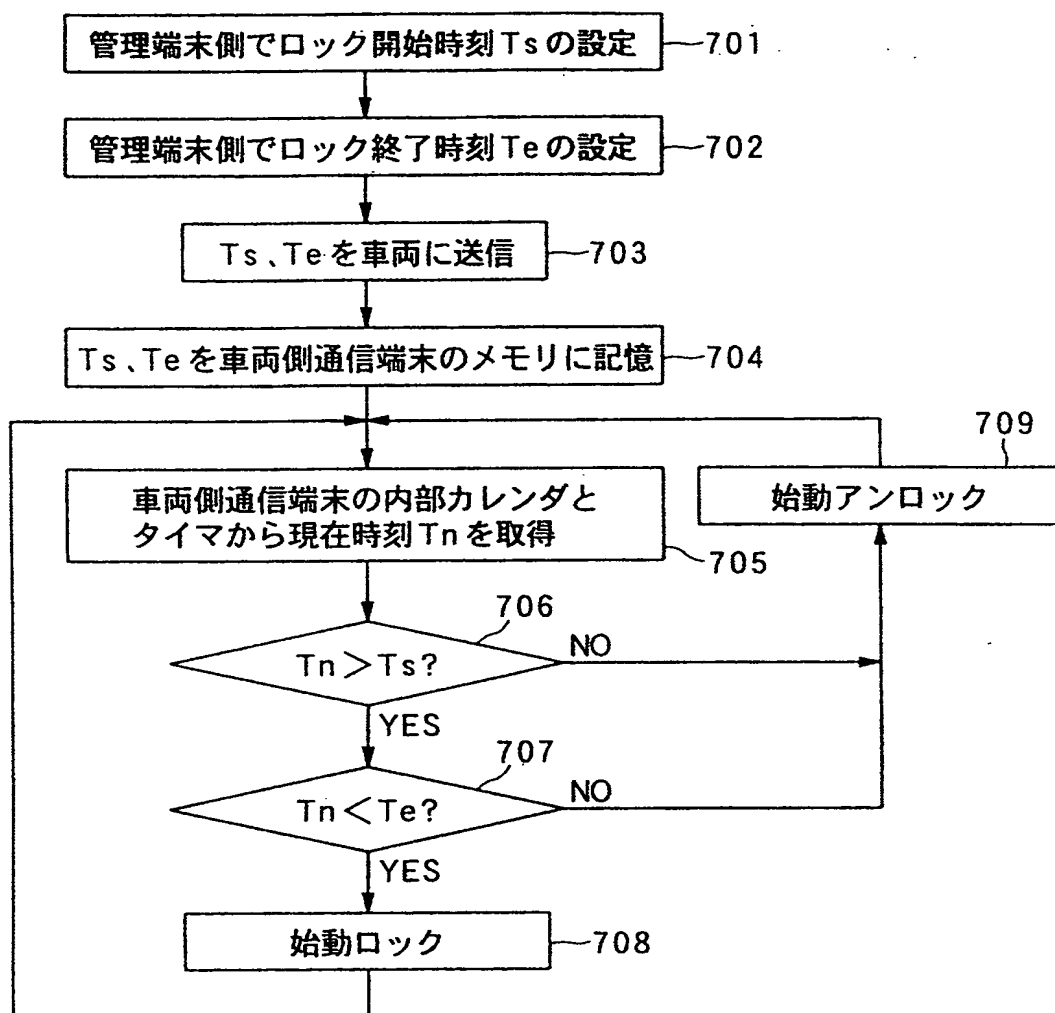 管理端末側でロック開始時刻Tsの設定
701
管理端末側でロック終了時刻Teの設定
702
Ts、Teを車両に送信
703
Ts、Teを車両側通信端末のメモリに記憶
704
709
始動アンロック
車両側通信端末の内部カレンダと
タイマから現在時刻Tnを取得
705
706
Tn＞Ts?
NO
YES
707
Tn＜Te?
NO
YES
始動ロック
708